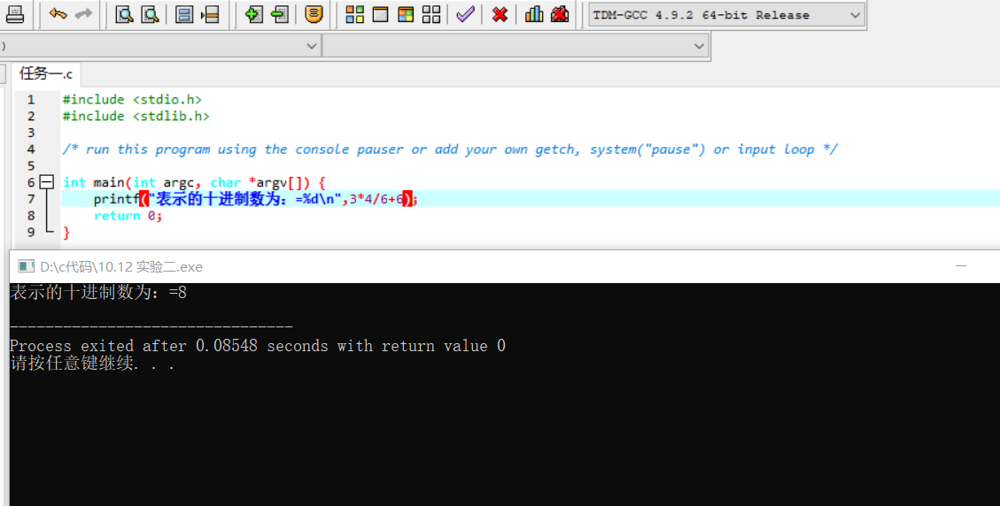 TDM-GCC 4.9.2 64-bit Release
)
任务一.c
1 #include <stdio.h>
2 #include <stdlib.h>
3
4 /* run this program using the console pauser or add your own getch, system("pause") or input loop */
5
6 int main(int argc, char *argv[]) {
7 printf("表示的十进制数为：=%d\n",3*4/6+6);
8 return 0;
9 }
D:\c代码\10.12 实验二.exe
表示的十进制数为：=8
--------------------------------
Process exited after 0.08548 seconds with return value 0
请按任意键继续. . .